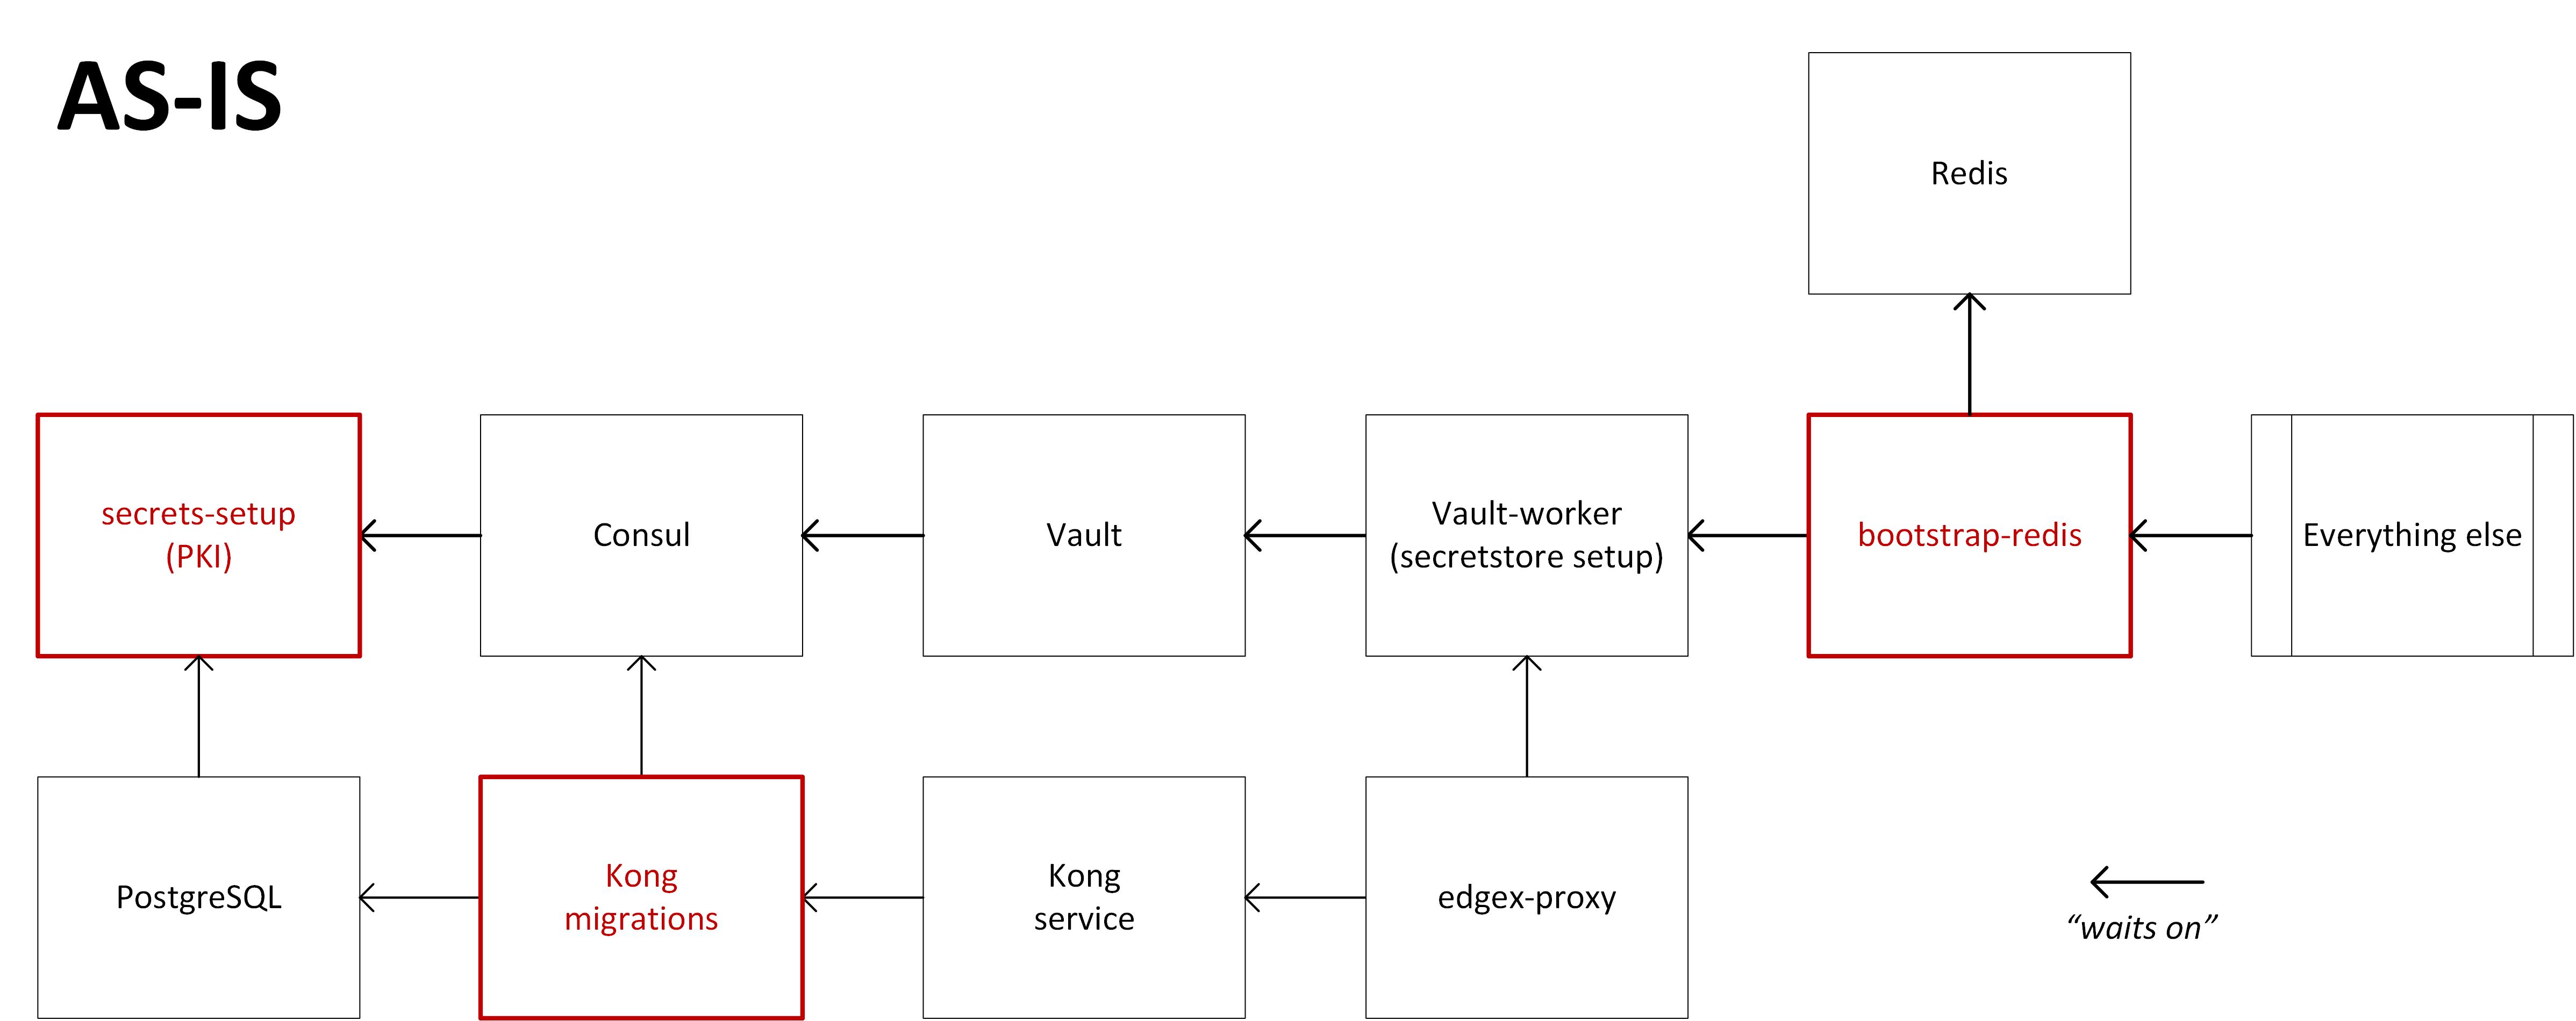 AS-IS
Redis
secrets-setup
(PKI)
Consul
Vault
Vault-worker
(secretstore setup)
bootstrap-redis
Everything else
PostgreSQL
Kong
migrations
Kong
service
edgex-proxy
“waits on”